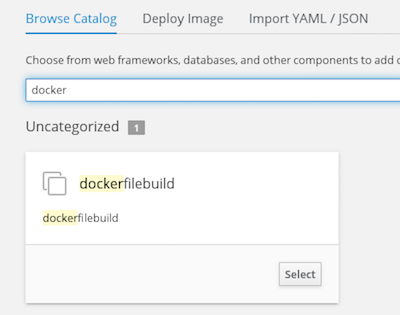 Browse Catalog Deploy Image Import YAML / JSON
Choose from web frameworks, databases, and other components to add
docker
Uncategorized 1
dockerfilebuild
dockerfilebuild
Select